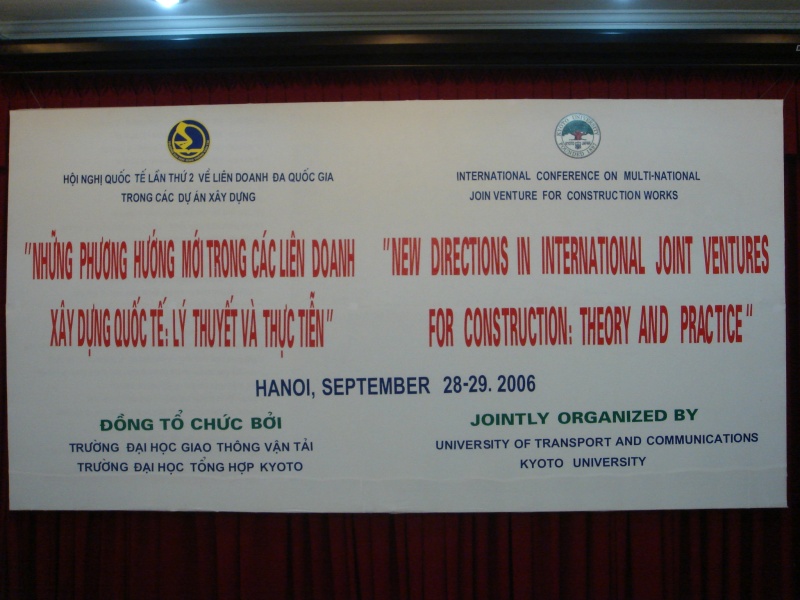 HỘI NGHỊ QUỐC TẾ LẦN THỨ 2 VỀ LIÊN DOANH ĐA QUỐC GIA
TRONG CÁC DỰ ÁN XÂY DỰNG
"NHỮNG PHƯƠNG HƯỚNG MỚI TRONG CÁC LIÊN DOANH
XÂY DỰNG QUỐC TẾ: LÝ THUYẾT VÀ THỰC TIỄN"
INTERNATIONAL CONFERENCE ON MULTI-NATIONAL
JOIN VENTURE FOR CONSTRUCTION WORKS
"NEW DIRECTIONS IN INTERNATIONAL JOINT VENTURES
FOR CONSTRUCTION: THEORY AND PRACTICE"
HANOI, SEPTEMBER 28-29. 2006
ĐỒNG TỔ CHỨC BỞI
TRƯỜNG ĐẠI HỌC GIAO THÔNG VẬN TẢI
TRƯỜNG ĐẠI HỌC TỔNG HỢP KYOTO
JOINTLY ORGANIZED BY
UNIVERSITY OF TRANSPORT AND COMMUNICATIONS
KYOTO UNIVERSITY